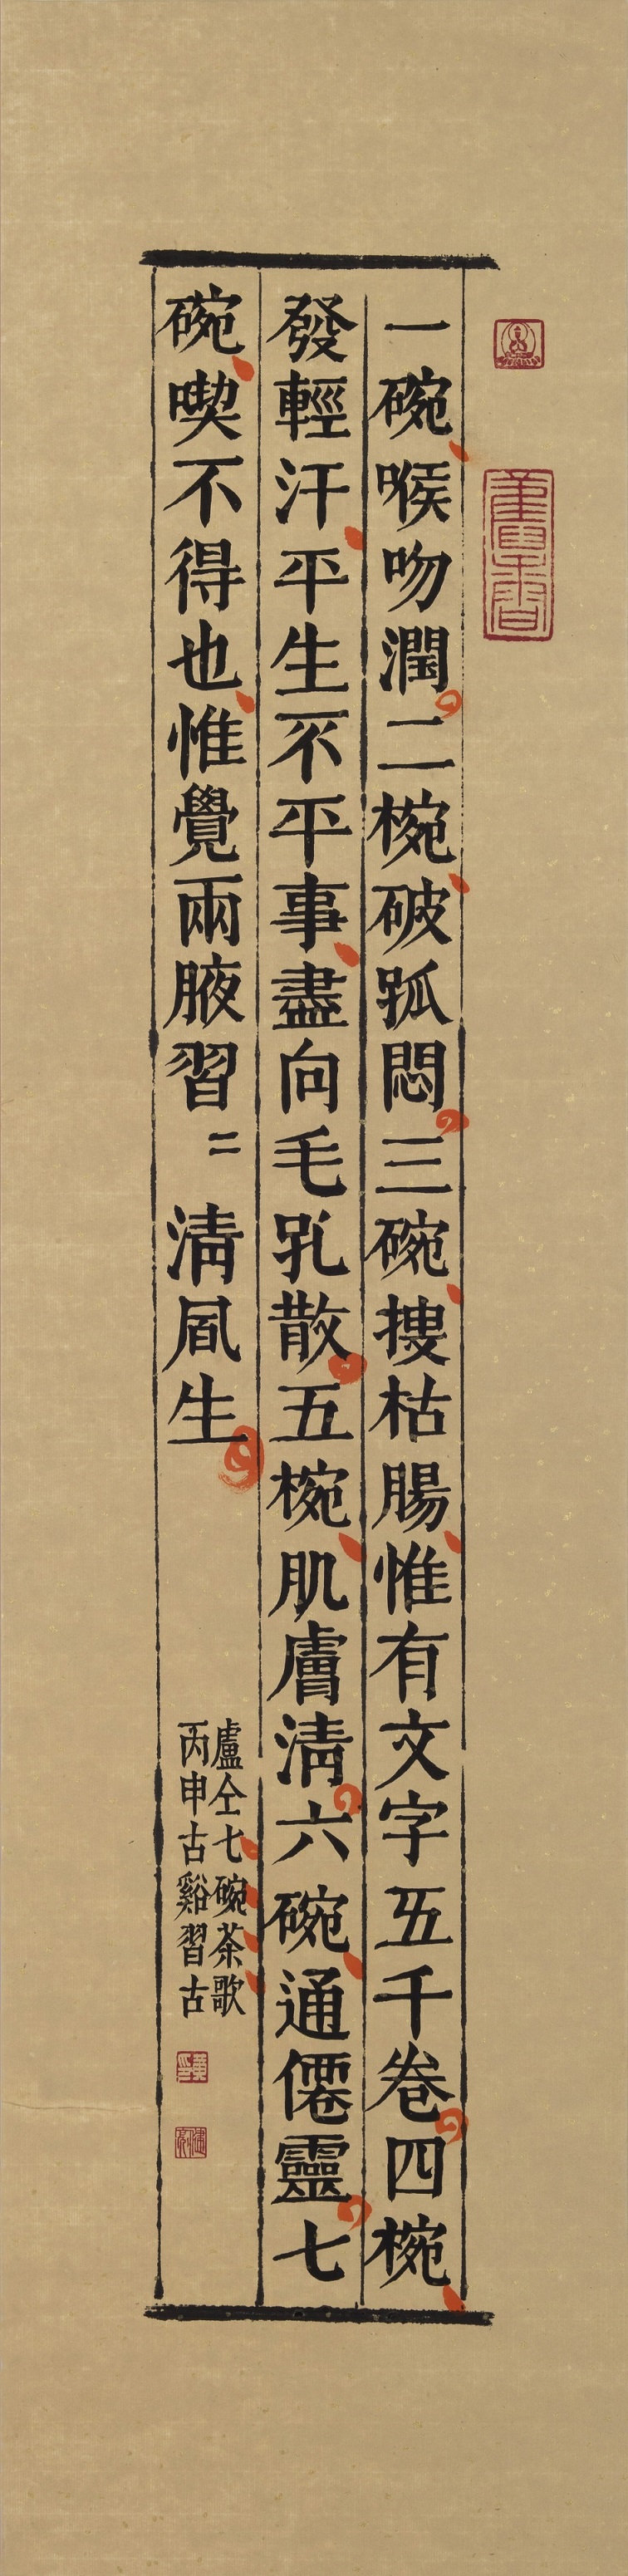 一碗喉吻潤二椀破孤悶三碗搜枯腸惟有文字五千卷四椀
發輕汗平生不平事盡向毛孔散五椀肌膚清六碗通僊靈七
碗喫不得也惟覺兩腋習〻清風生
盧仝七碗茶歌
丙申古谿習古